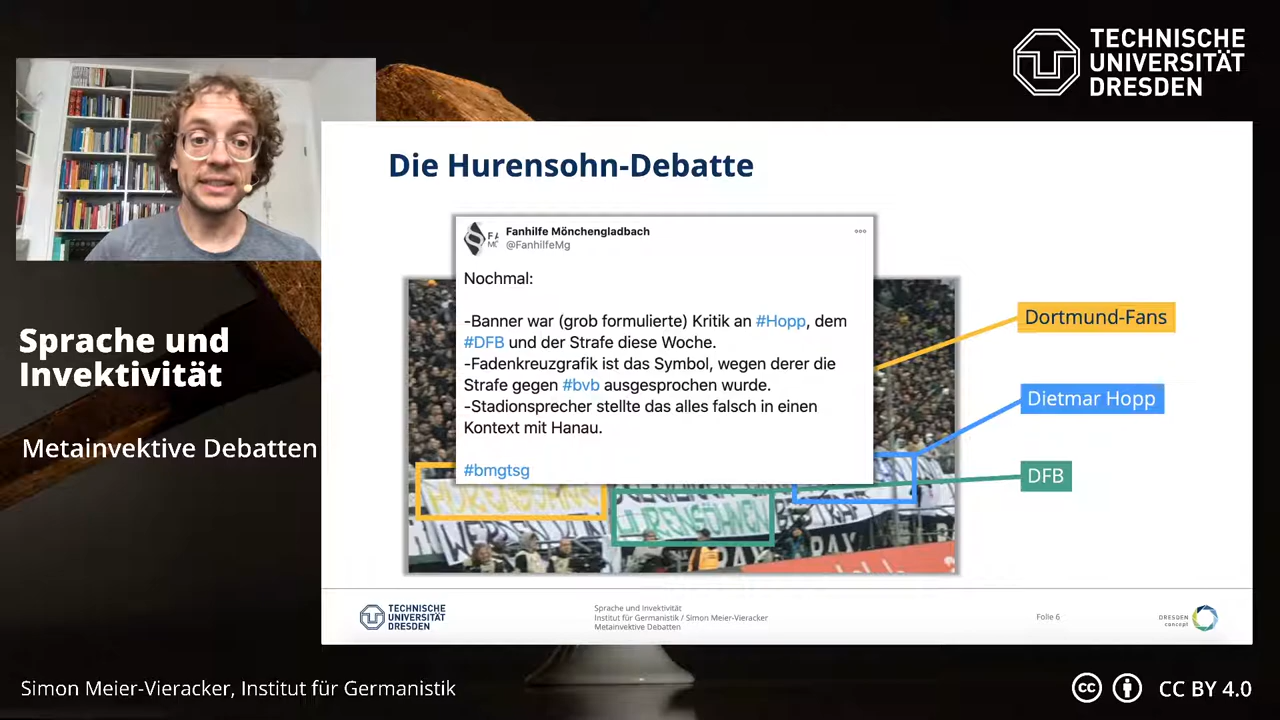 TECHNISCHE
UNIVERSITÄT
DRESDEN
Die Hurensohn-Debatte
Fanhilfe Mönchengladbach
@FanhilfeMg
Nochmal:
-Banner war (grob formulierte) Kritik an #Hopp, dem
#DFB und der Strafe diese Woche.
-Fadenkreuzgrafik ist das Symbol, wegen derer die
Strafe gegen #bvb ausgesprochen wurde.
-Stadionsprecher stellte das alles falsch in einen
Kontext mit Hanau.
#bmgtsg
Dortmund-Fans
Dietmar Hopp
DFB
HURENSÖHNE
HURENSÖHNEN
WERDEN
Sprache und
Invektivität
Metainvektive Debatten
TECHNISCHE
UNIVERSITÄT
DRESDEN
Sprache und Invektivität
Institut für Germanistik / Simon Meier-Vieracker
Metainvektive Debatten
Folie 6
DRESDEN
concept
Simon Meier-Vieracker, Institut für Germanistik
cc
CC BY 4.0